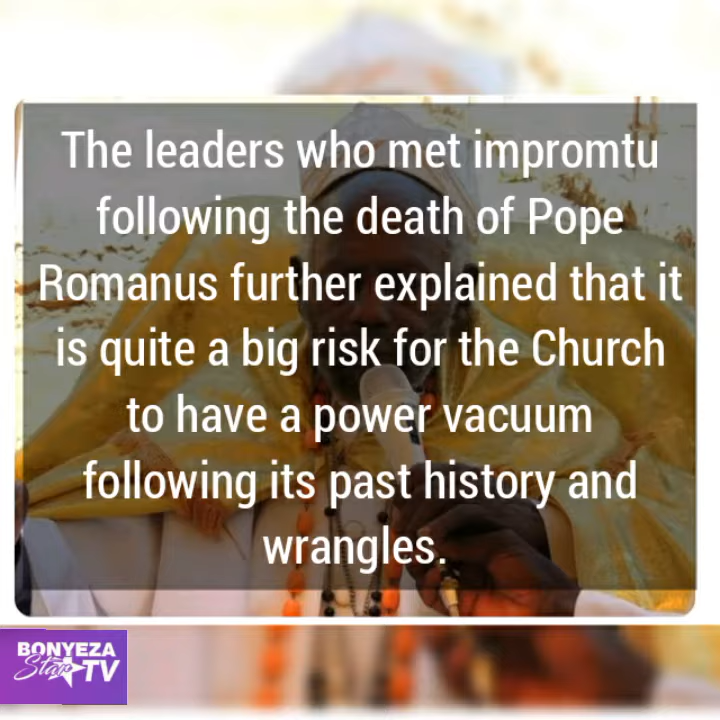 The leaders who met impromtu
following the death of Pope
Romanus further explained that it
is quite a big risk for the Church
to have a power vacuum
following its past history and
wrangles.
BONYEZA
Star TV